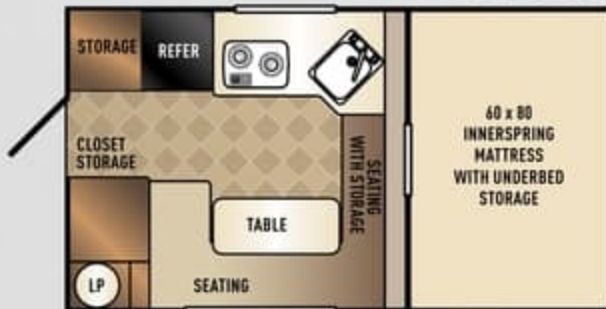 STORAGE
REFER
CLOSET
STORAGE
SEATING
WITH STORAGE
TABLE
SEATING
LP
60 x 80
INNERSPRING
MATTRESS
WITH UNDERBED
STORAGE